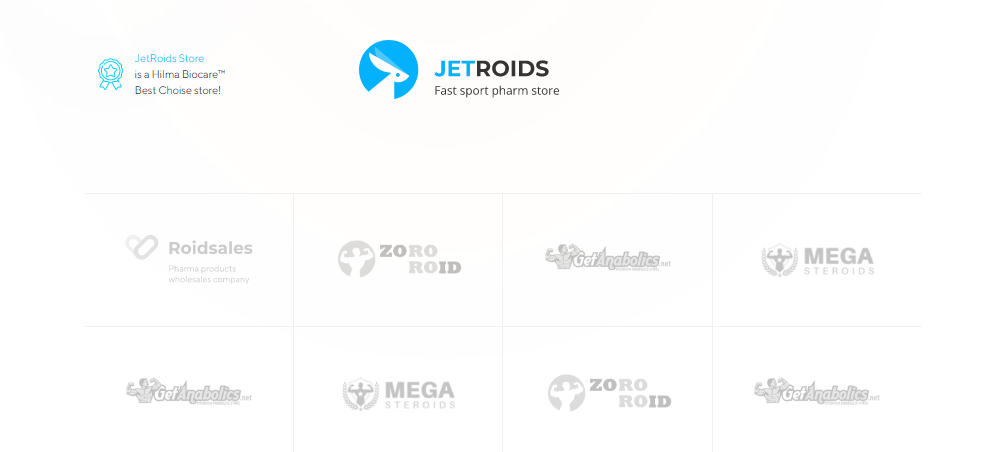 JetRoids Store
is a Hilma Biocare™
Best Choise store!
JETROIDS
Fast sport pharm store
Roidsales
Pharma products
wholesales company
ZORO
ROID
GetAnabolics.net
MEGA
STEROIDS
GetAnabolics.net
MEGA
STEROIDS
ZORO
ROID
GetAnabolics.net